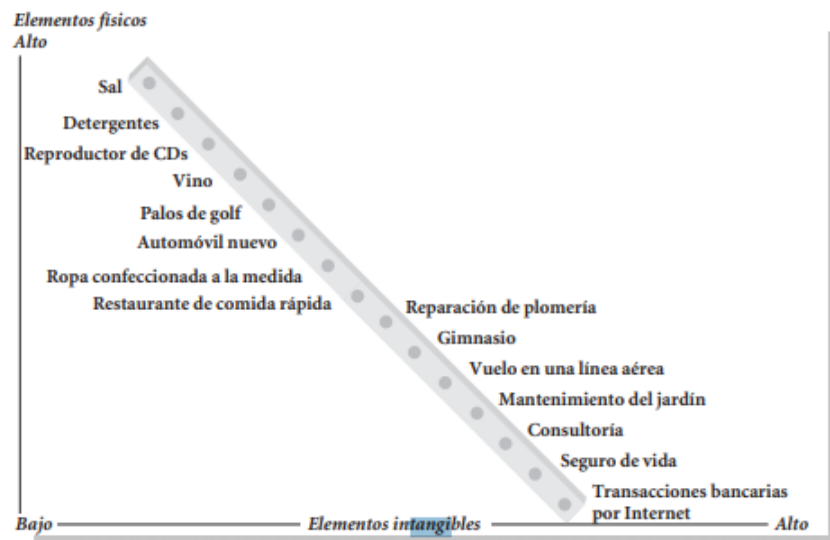 Elementos físicos
Alto
Sal
Detergentes
Reproductor de CDs
Vino
Palos de golf
Automóvil nuevo
Ropa confeccionada a la medida
Restaurante de comida rápida
Reparación de plomería
Gimnasio
Vuelo en una línea aérea
Mantenimiento del jardín
Consultoría
Seguro de vida
Transacciones bancarias
por Internet
Bajo Elementos intangibles Alto